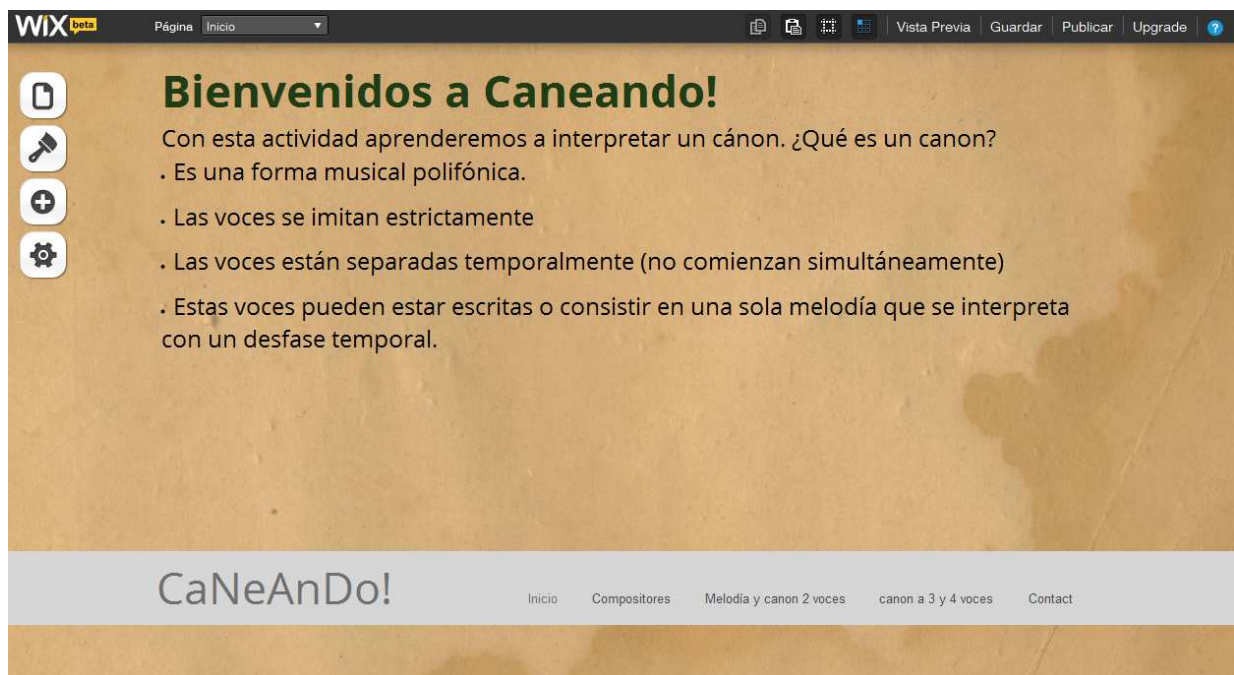 WiX beta Página Inicio Vista Previa Guardar Publicar Upgrade ?
Bienvenidos a Caneando!
Con esta actividad aprenderemos a interpretar un cánon. ¿Qué es un canon?
• Es una forma musical polifónica.
• Las voces se imitan estrictamente
• Las voces están separadas temporalmente (no comienzan simultáneamente)
• Estas voces pueden estar escritas o consistir en una sola melodía que se interpreta
con un desfase temporal.
CaNeAnDo! Inicio Compositores Melodía y canon 2 voces canon a 3 y 4 voces Contact